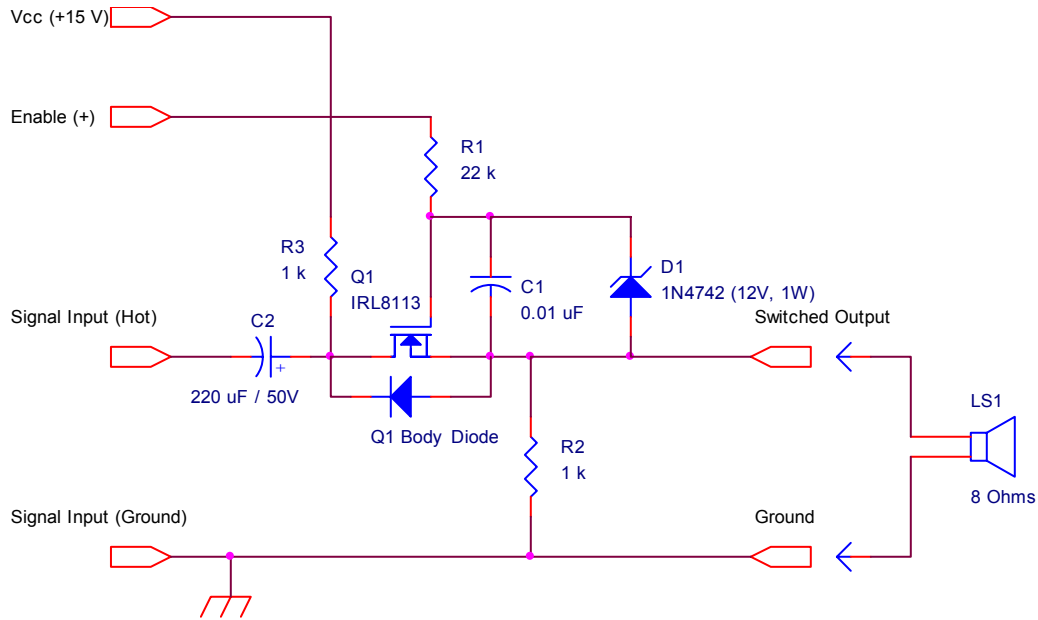 Vcc (+15 V)
Enable (+)
R1
22 k
R3
1 k
Q1
IRL8113
C1
0.01 uF
D1
1N4742 (12V, 1W)
Signal Input (Hot)
C2
+
220 uF / 50V
Switched Output
Q1 Body Diode
R2
1 k
LS1
8 Ohms
Signal Input (Ground)
Ground